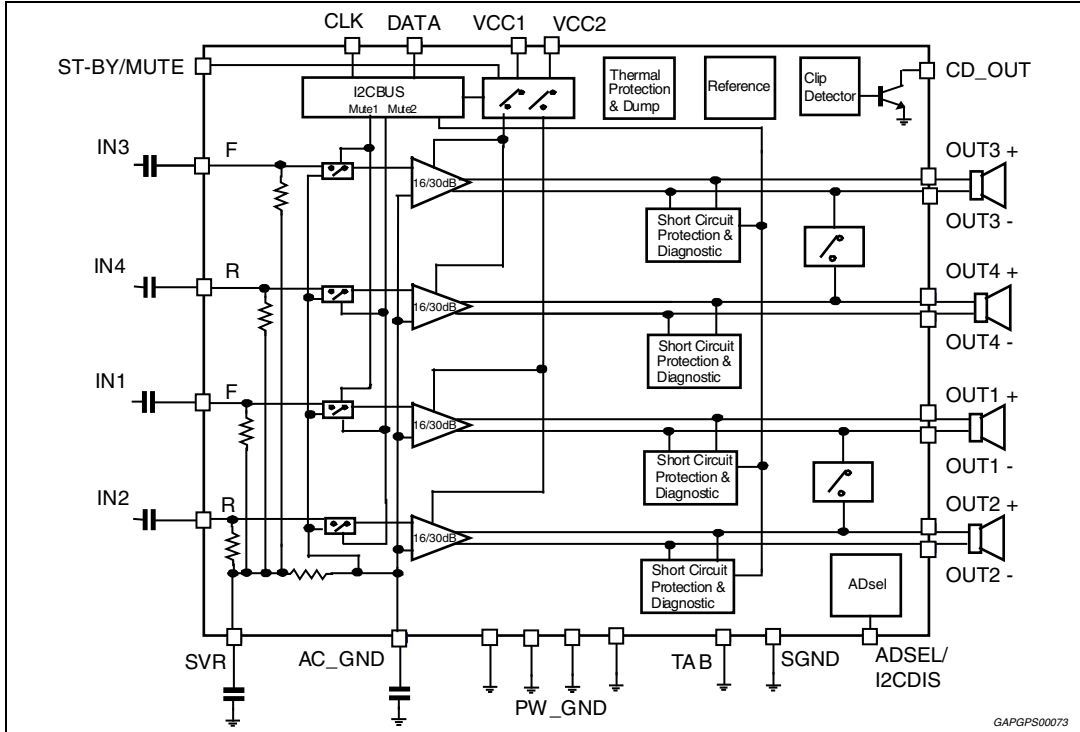 CLK
DATA
VCC1
VCC2
ST-BY/MUTE
CD_OUT
I2CBUS
Mute1
Mute2
Thermal
Protection
& Dump
Reference
Clip
Detector
IN3
F
16/30dB
OUT3 +
OUT3 -
Short Circuit
Protection &
Diagnostic
IN4
R
16/30dB
OUT4 +
OUT4 -
Short Circuit
Protection &
Diagnostic
IN1
F
16/30dB
OUT1 +
OUT1 -
Short Circuit
Protection &
Diagnostic
IN2
R
16/30dB
OUT2 +
OUT2 -
Short Circuit
Protection &
Diagnostic
ADsel
SVR
AC_GND
PW_GND
TAB
SGND
ADSEL/
I2CDIS
GAPGPS00073